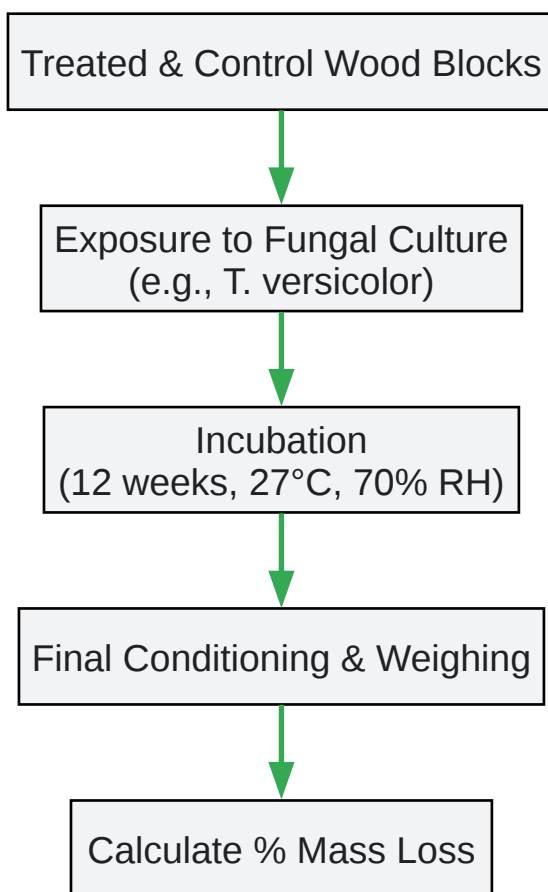 Treated & Control Wood Blocks
Exposure to Fungal Culture
(e.g., T. versicolor)
Incubation
(12 weeks, 27°C, 70% RH)
Final Conditioning & Weighing
Calculate % Mass Loss